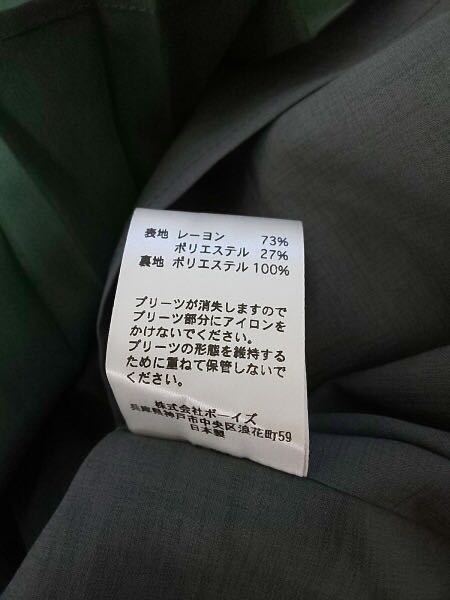 表地 レーヨン 73%
ポリエステル 27%
裏地 ポリエステル 100%
プリーツが消失しますので
プリーツ部分にアイロンを
かけないでください。
プリーツの形態を維持する
ために重ねて保管しないで
ください。
株式会社ボーイズ
兵庫県神戸市中央区浪花町59
日本製